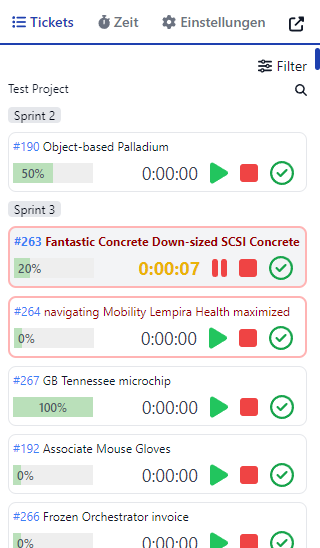 Tickets Zeit Einstellungen
Filter
Test Project
Sprint 2
#190 Object-based Palladium
50% 0:00:00
Sprint 3
#263 Fantastic Concrete Down-sized SCSI Concrete
20% 0:00:07
#264 navigating Mobility Lempira Health maximized
0% 0:00:00
#267 GB Tennessee microchip
100% 0:00:00
#192 Associate Mouse Gloves
0% 0:00:00
#266 Frozen Orchestrator invoice
0% 0:00:00